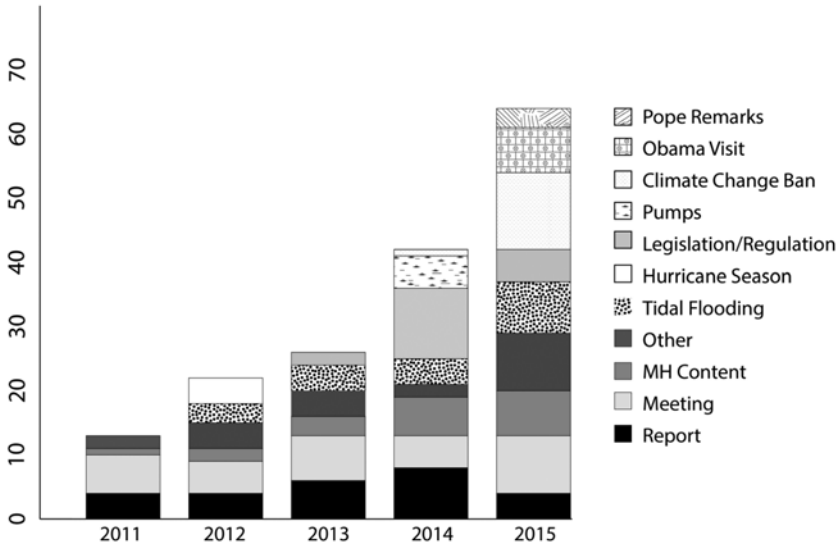 70
60
50
40
30
20
10
0
2011 2012 2013 2014 2015
Pope Remarks
Obama Visit
Climate Change Ban
Pumps
Legislation/Regulation
Hurricane Season
Tidal Flooding
Other
MH Content
Meeting
Report